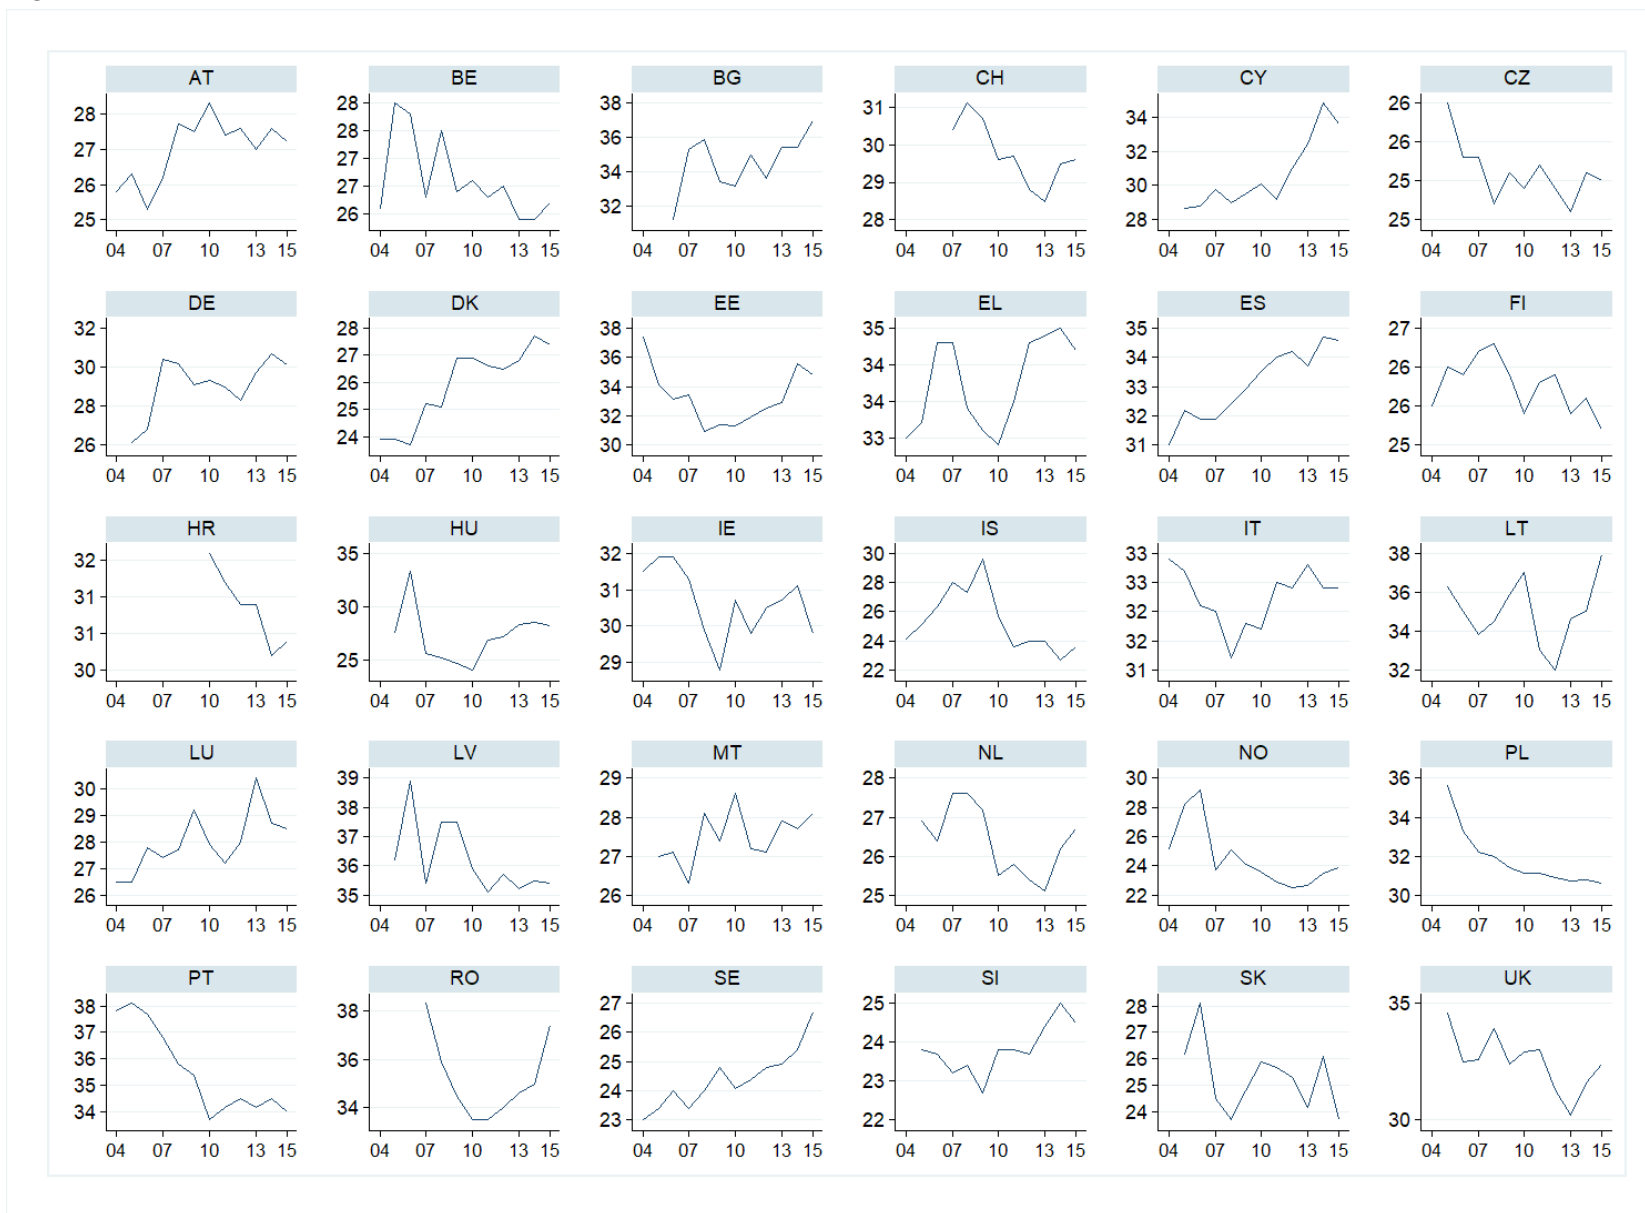 AT BE BG CH CY CZ
28 28 38 31 34 26
27 28 36 30 32 26
26 27 34 29 30 25
25 27 32 28 28 25
26
04 07 10 13 15 04 07 10 13 15 04 07 10 13 15 04 07 10 13 15 04 07 10 13 15 04 07 10 13 15
DE DK EE EL ES FI
32 28 38 35 35 27
30 27 36 34 34 26
28 26 34 34 33 26
26 25 32 33 32 25
24 30 31
04 07 10 13 15 04 07 10 13 15 04 07 10 13 15 04 07 10 13 15 04 07 10 13 15 04 07 10 13 15
HR HU IE IS IT LT
32 35 32 30 33 38
31 30 31 28 33 36
31 25 30 26 32 34
30 29 24 32 32
22 31
04 07 10 13 15 04 07 10 13 15 04 07 10 13 15 04 07 10 13 15 04 07 10 13 15 04 07 10 13 15
LU LV MT NL NO PL
30 39 29 28 30 36
29 38 28 27 28 34
28 37 27 26 26 32
27 36 26 25 24 30
26 35 22
04 07 10 13 15 04 07 10 13 15 04 07 10 13 15 04 07 10 13 15 04 07 10 13 15 04 07 10 13 15
PT RO SE SI SK UK
38 38 27 25 28 35
37 36 26 24 27 30
36 34 25 23 26
35 24 22 25
34 23 24
04 07 10 13 15 04 07 10 13 15 04 07 10 13 15 04 07 10 13 15 04 07 10 13 15 04 07 10 13 15